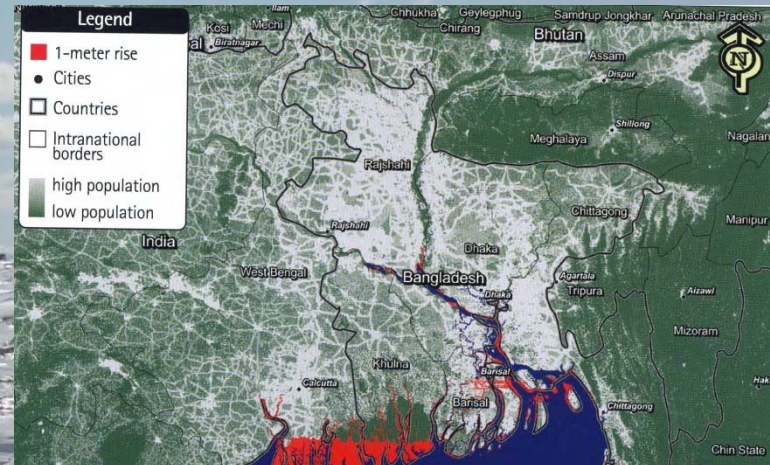 Legend
1-meter rise
Cities
Countries
Intranational
borders
high population
low population
Ilam
Kosi
Mechi
Biratnagar
Chhukha
Geylegphug
Samdrup Jongkhar
Arunachal Pradesh
Chirang
Bhutan
N
Assam
Dispur
Shillong
Meghalaya
Nagalan
Rajshahi
Rajshahi
Chittagong
Manipur
India
Dhaka
West Bengal
Bangladesh
Agartala
Dhaka
Tripura
Aizawl
Mizoram
Khulna
Barisal
Calcutta
Barisal
Chittagong
Hak
Chin State